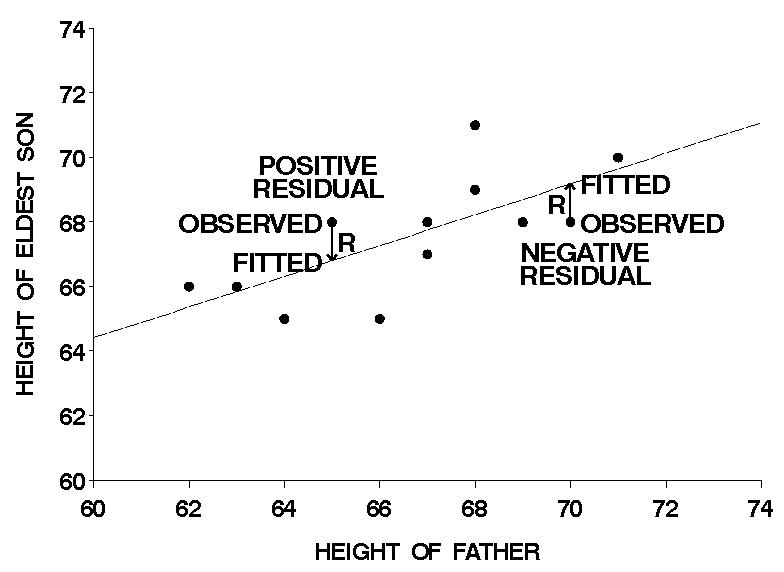 74
72
70
68
66
64
62
60
HEIGHT OF ELDEST SON
POSITIVE
RESIDUAL
OBSERVED
R
FITTED
FITTED
R
OBSERVED
NEGATIVE
RESIDUAL
60 62 64 66 68 70 72 74
HEIGHT OF FATHER